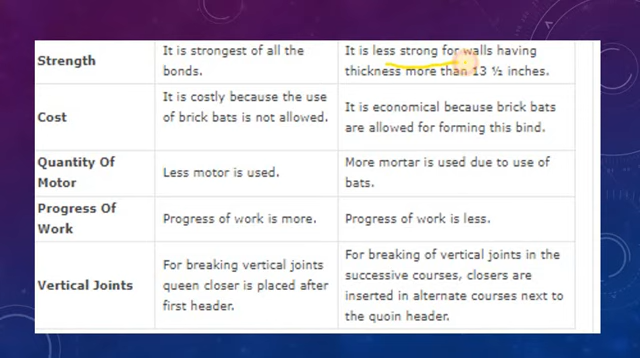 Strength
It is strongest of all the
bonds.
It is less strong for walls having
thickness more than 13 ½ inches.
Cost
It is costly because the use
of brick bats is not allowed.
It is economical because brick bats
are allowed for forming this bind.
Quantity Of
Motor
Less motor is used.
More mortar is used due to use of
bats.
Progress Of
Work
Progress of work is more.
Progress of work is less.
Vertical Joints
For breaking vertical joints
queen closer is placed after
first header.
For breaking of vertical joints in the
successive courses, closers are
inserted in alternate courses next to
the quoin header.